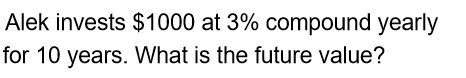 Alek invests $1000 at 3% compound yearly
for 10 years. What is the future value?